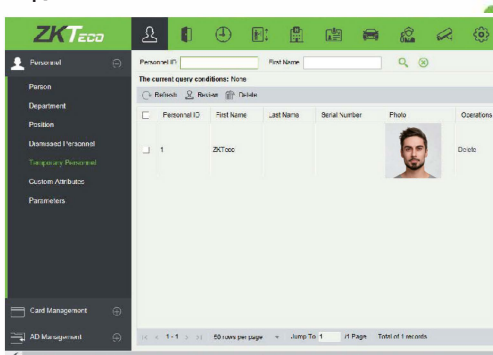 ZKTeco
Personnel
Personnel ID
First Name
The current query conditions: None
Refresh Review Delete
Person
Department
Position
Dismissed Personnel
Temporary Personnel
Custom Attributes
Parameters
Personnel ID First Name Last Name Serial Number Photo Operations
1 ZKTeco Delete
Card Management
AD Management
1-1 50 rows per page Jump To 1 /1 Page Total of 1 records